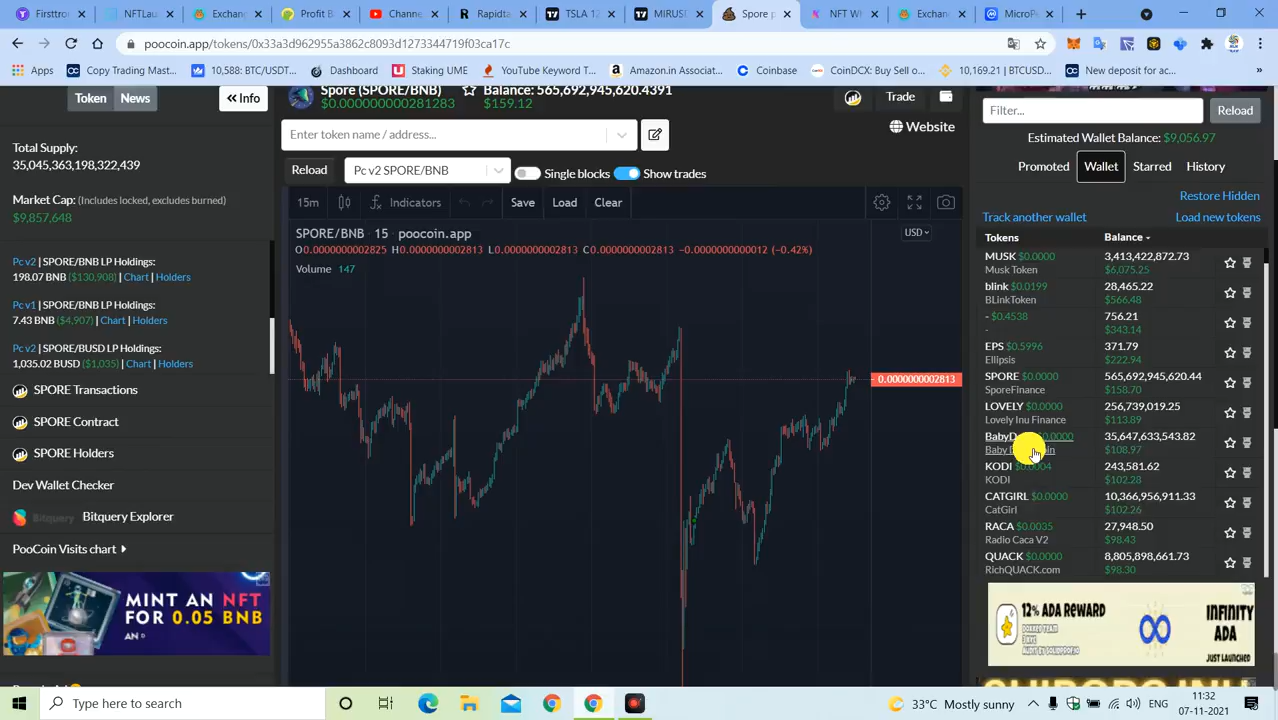 Firstro
Exchan
TSLA 12
MIRUS
Spore p
NFT W
Exchan
MicroPe
poocoin.app/tokens/0x33a3d962955a3862c8093d1273344719f03ca17c
Apps
Copy Trading Mast...
10,588: BTC/USDT...
Dashboard
Staking UME
YouTube Keyword T...
Amazon.in Associat...
Coinbase
CoinDCX: Buy Sell o...
10,169.21 | BTCUSD...
New deposit for ac...
»
Token
News
« Info
Total Supply:
35,045,363,198,322,439
Market Cap: (Includes locked, excludes burned)
$9,857,648
Pc v2 | SPORE/BNB LP Holdings:
198.07 BNB ($130,908) | Chart | Holders
Pc v1 | SPORE/BNB LP Holdings:
7.43 BNB ($4,907) | Chart | Holders
Pc v2 | SPORE/BUSD LP Holdings:
1,035.02 BUSD ($1,035) | Chart | Holders
SPORE Transactions
SPORE Contract
SPORE Holders
Dev Wallet Checker
Bitquery
Bitquery Explorer
PooCoin Visits chart
MINT AN NFT
FOR 0.05 BNB
Spore (SPORE/BNB)
$0.000000000281283
Balance: 565,692,945,620.4391
$159.12
Trade
Enter token name / address...
Website
Reload
Pc v2 SPORE/BNB
Single blocks
Show trades
15m
Indicators
Save
Load
Clear
SPORE/BNB · 15 · poocoin.app
USD
O0.0000000002825 H0.0000000002813 L0.0000000002813 C0.0000000002813 −0.0000000000012 (−0.42%)
Volume 147
0.0000000002813
Filter...
Reload
Estimated Wallet Balance: $9,056.97
Promoted
Wallet
Starred
History
Restore Hidden
Track another wallet
Load new tokens
Tokens
Balance
MUSK $0.0000
3,413,422,872.73
Musk Token
$6,075.25
blink $0.0199
28,465.22
BLinkToken
$566.48
- $0.4538
756.21
-
$343.14
EPS $0.5996
371.79
Ellipsis
$222.94
SPORE $0.0000
565,692,945,620.44
SporeFinance
$158.70
LOVELY $0.0000
256,739,019.25
Lovely Inu Finance
$113.89
35,647,633,543.82
Baby
$108.97
KODI $0.0004
243,581.62
KODI
$102.28
CATGIRL $0.0000
10,366,956,911.33
CatGirl
$102.26
RACA $0.0035
27,948.50
Radio Caca V2
$98.43
QUACK $0.0000
8,805,898,661.73
RichQUACK.com
$98.30
12% ADA REWARD
INFINITY
ADA
JUST LAUNCHED
Type here to search
33°C Mostly sunny
ENG
11:32
07-11-2021